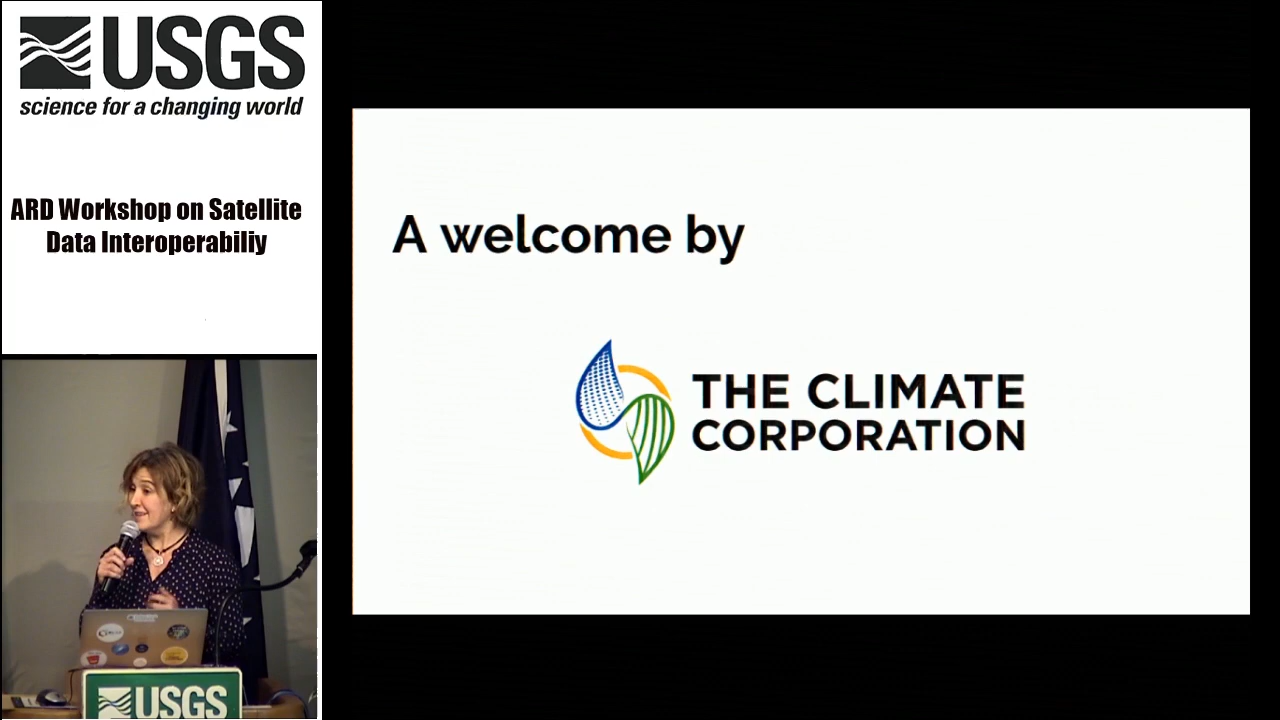 USGS
science for a changing world
ARD Workshop on Satellite
Data Interoperabiliy
A welcome by
THE CLIMATE
CORPORATION
USGS